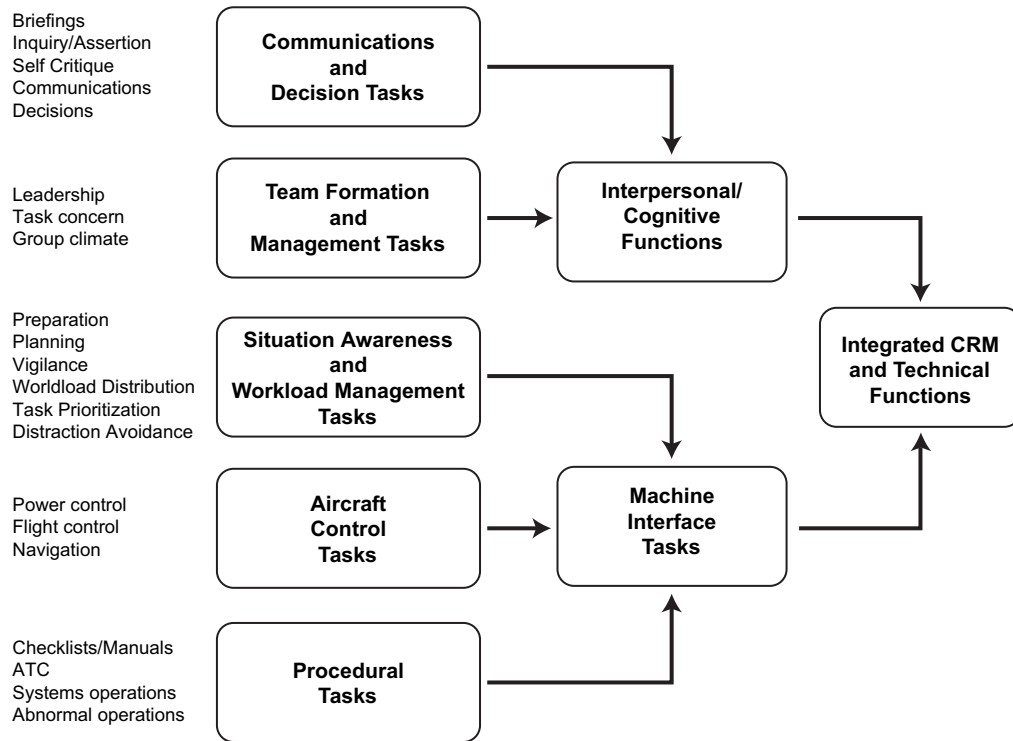 Briefings
Inquiry/Assertion
Self Critique
Communications
Decisions
Communications
and
Decision Tasks
Leadership
Task concern
Group climate
Team Formation
and
Management Tasks
Interpersonal/
Cognitive
Functions
Preparation
Planning
Vigilance
Worldload Distribution
Task Prioritization
Distraction Avoidance
Situation Awareness
and
Workload Management
Tasks
Integrated CRM
and Technical
Functions
Power control
Flight control
Navigation
Aircraft
Control
Tasks
Machine
Interface
Tasks
Checklists/Manuals
ATC
Systems operations
Abnormal operations
Procedural
Tasks